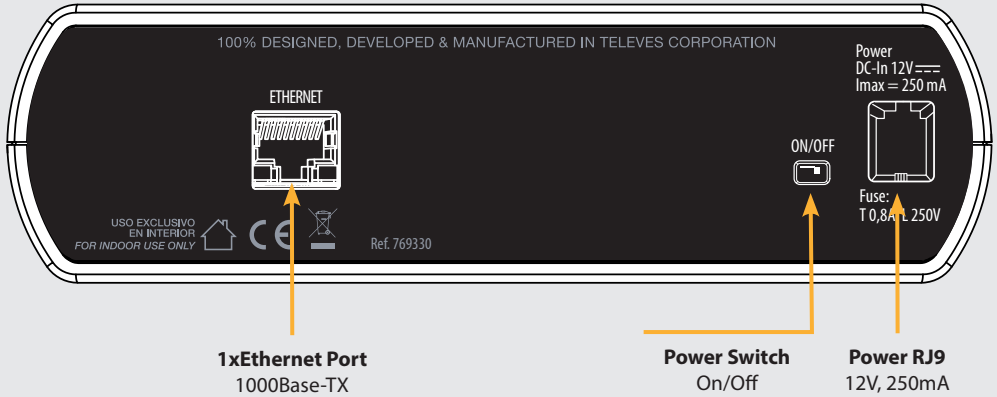 100% DESIGNED, DEVELOPED & MANUFACTURED IN TELEVES CORPORATION
Power
DC-In 12V
Imax = 250 mA
ETHERNET
ON/OFF
Fuse:
T 0,8A L 250V
USO EXCLUSIVO
EN INTERIOR
FOR INDOOR USE ONLY
CE
Ref. 769330
1xEthernet Port
1000Base-TX
Power Switch
On/Off
Power RJ9
12V, 250mA